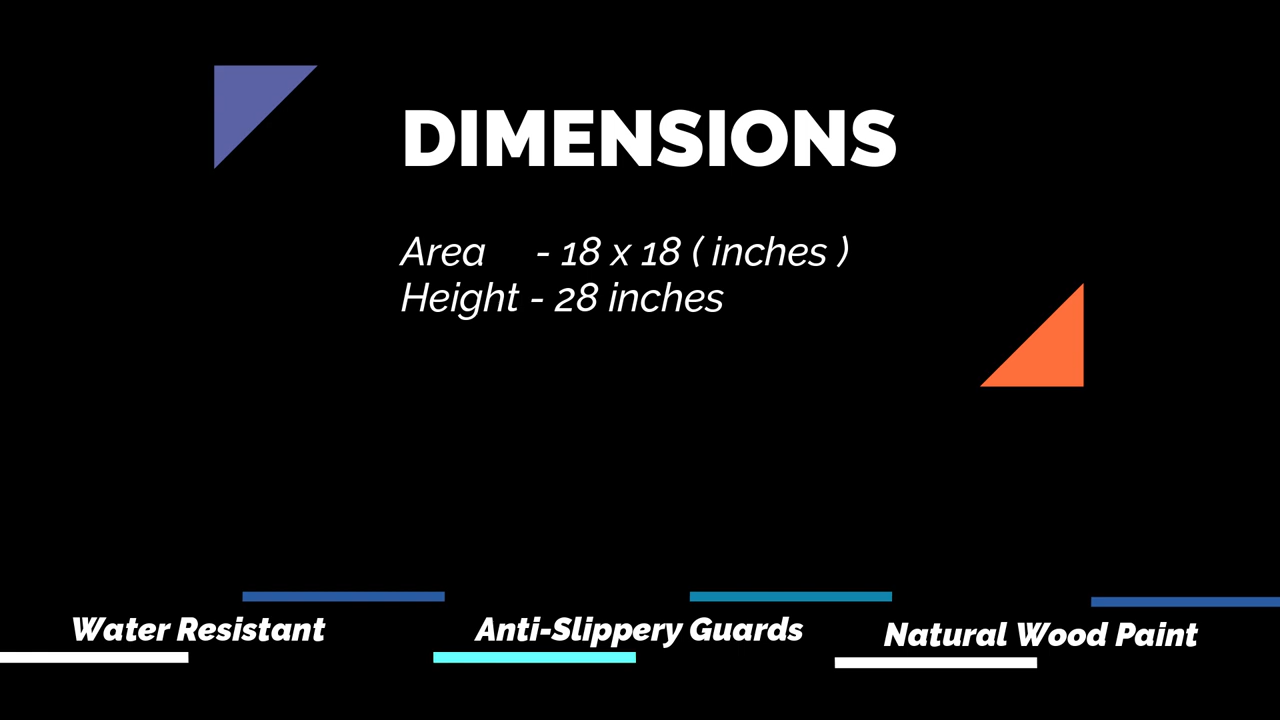 DIMENSIONS
Area - 18 x 18 ( inches )
Height - 28 inches
Water Resistant
Anti-Slippery Guards
Natural Wood Paint